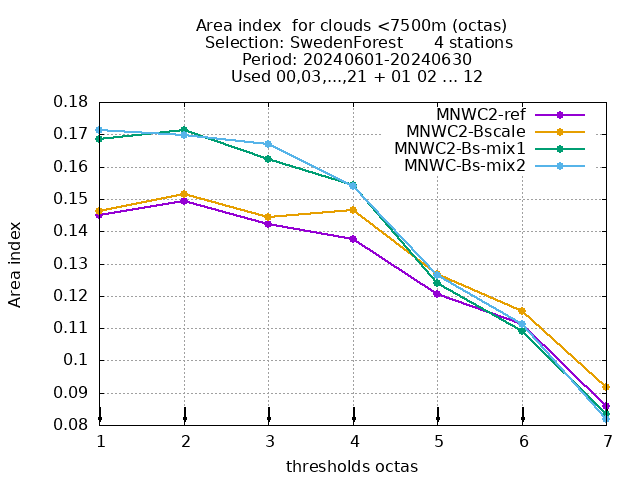 Area index  for clouds <7500m (octas)
Selection: SwedenForest      4 stations
Period: 20240601-20240630
Used 00,03,...,21 + 01 02 ... 12
MNWC2-ref
MNWC2-Bscale
MNWC2-Bs-mix1
MNWC-Bs-mix2
Area index
0.18
0.17
0.16
0.15
0.14
0.13
0.12
0.11
0.1
0.09
0.08
1 2 3 4 5 6 7
thresholds octas